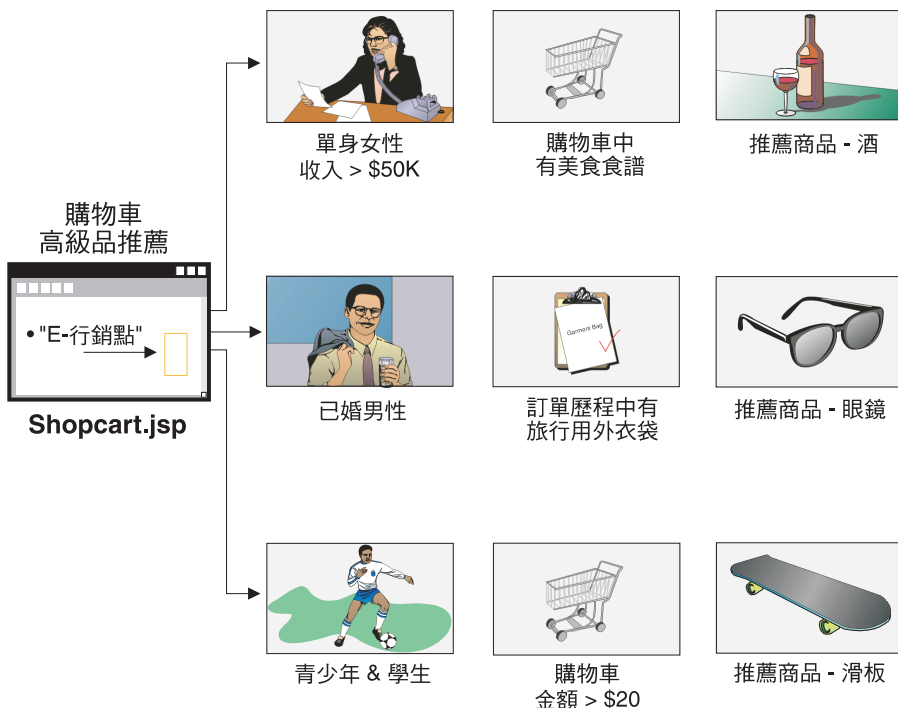 單身女性
收入 > $50K
購物車中
有美食食譜
推薦商品 - 酒
購物車
高級品推薦
• "E-行銷點"
Shopcart.jsp
已婚男性
Garment Bag
訂單歷程中有
旅行用外衣袋
推薦商品 - 眼鏡
青少年 & 學生
購物車
金額 > $20
推薦商品 - 滑板